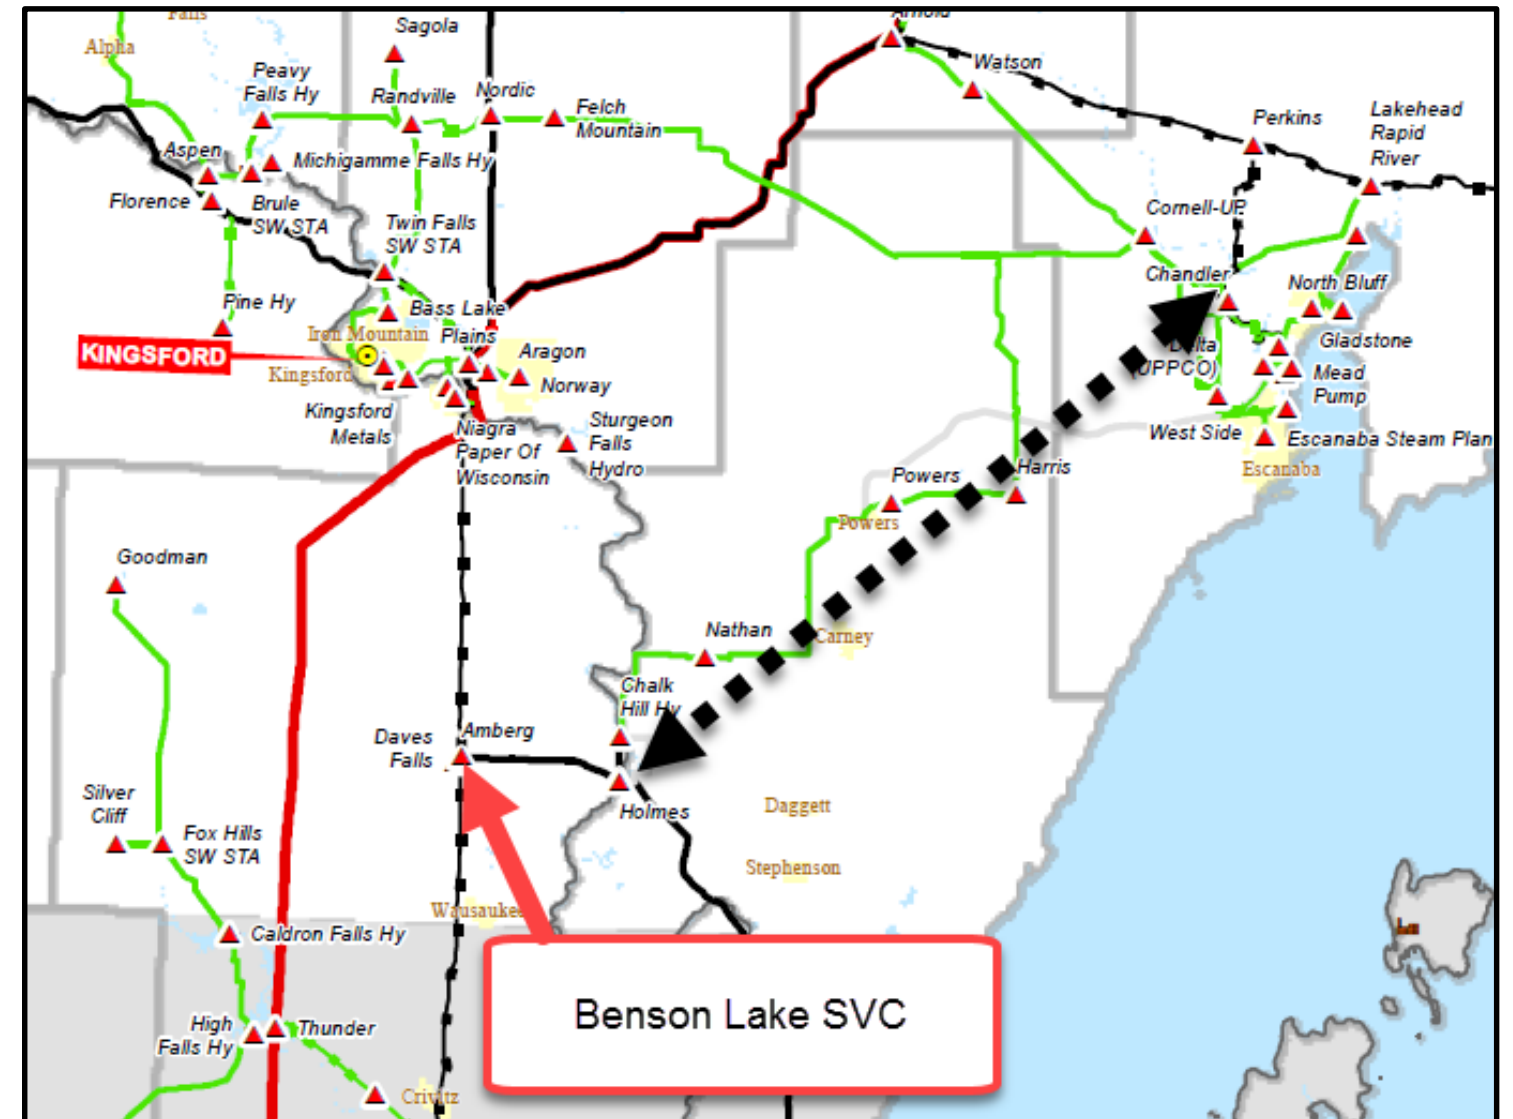 Falls
Sagola
Arnold
Alpha
Peavy
Falls Hy
Randville
Nordic
Felch
Mountain
Watson
Perkins
Lakehead
Rapid
River
Aspen
Michigamme Falls Hy
Florence
Brule
SW STA
Twin Falls
SW STA
Cornell-UP
Chandler
North Bluff
Pine Hy
Bass Lake
Iron Mountain
Plains
KINGSFORD
Kingsford
Aragon
Norway
Delta
(UPPCO)
Gladstone
Mead
Pump
Kingsford
Metals
Niagra
Paper Of
Wisconsin
Sturgeon
Falls
Hydro
West Side
Escanaba Steam Plan
Escanaba
Powers
Harris
Powers
Goodman
Nathan
Carney
Chalk
Hill Hy
Daves
Falls
Amberg
Holmes
Daggett
Silver
Cliff
Fox Hills
SW STA
Stephenson
Wausaukee
Caldron Falls Hy
Benson Lake SVC
High
Falls Hy
Thunder
Crivitz